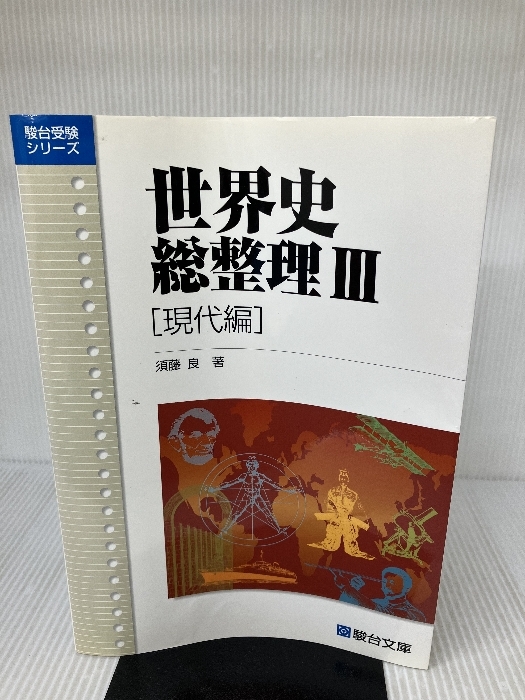 駿台受験
シリーズ
世界史
総整理 III
[現代編]
須藤 良 著
駿台文庫